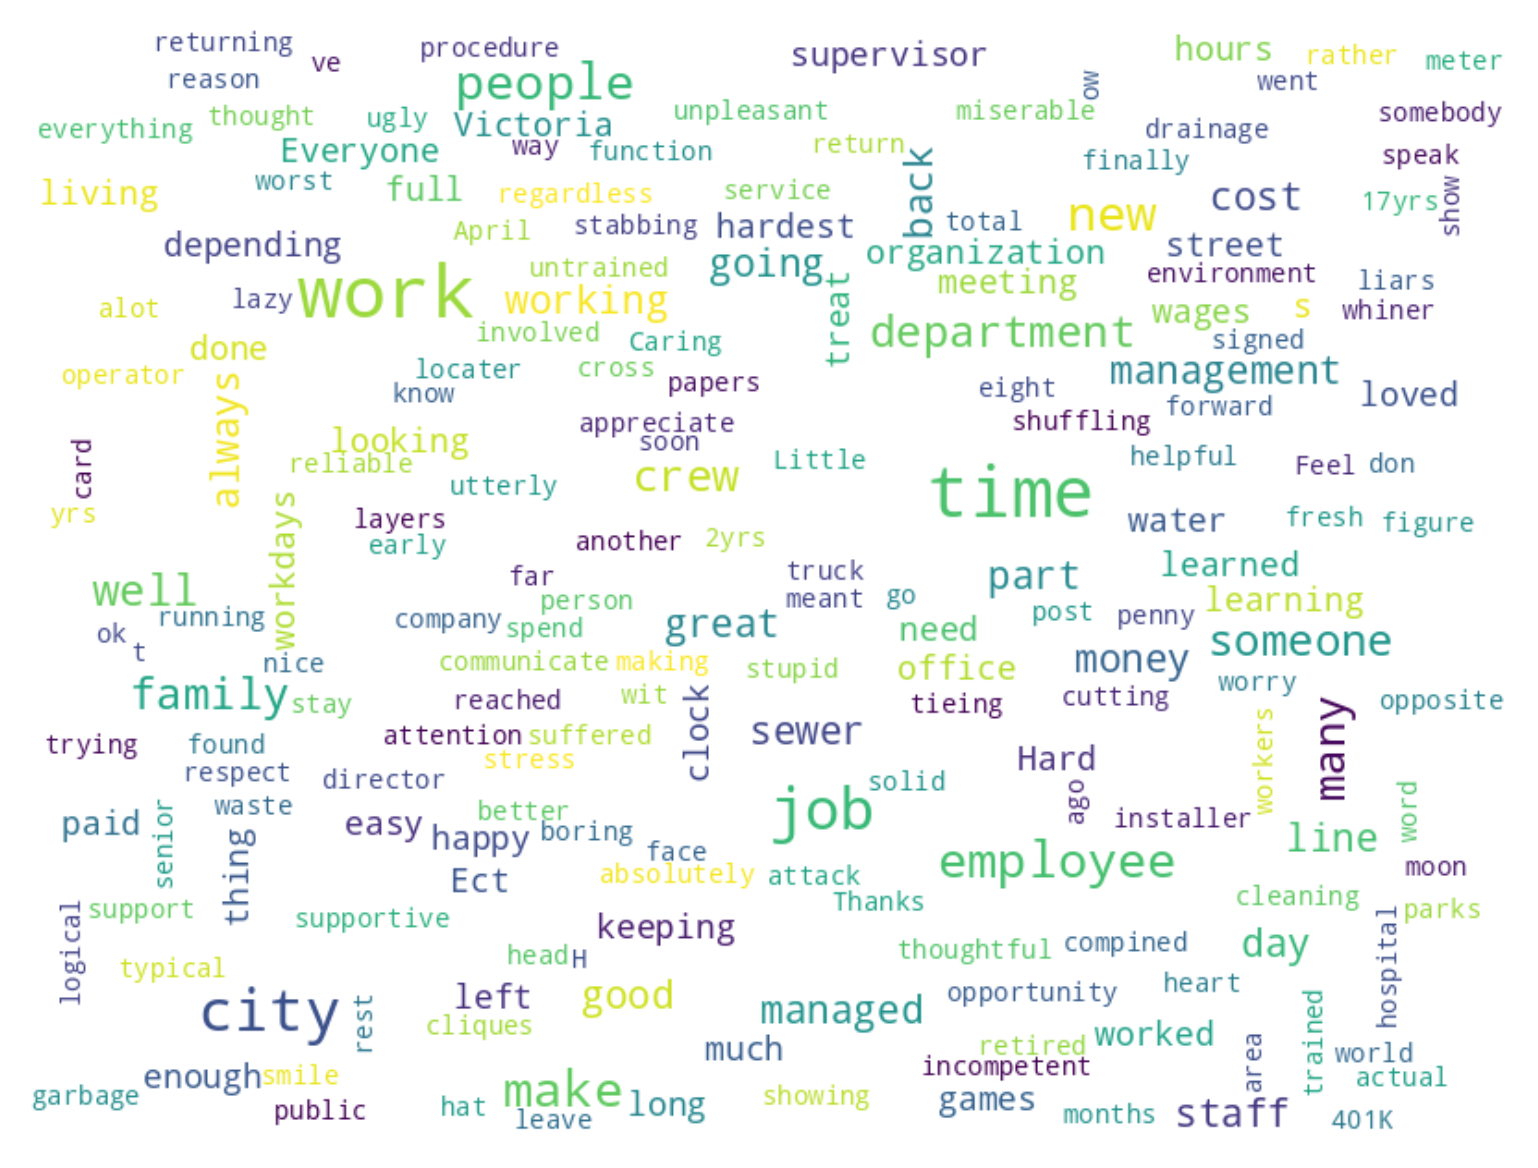 returning
ve
procedure
people
supervisor
ow
hours
rather
meter
reason
went
everything
thought
ugly
Victoria
unpleasant
miserable
drainage
somebody
Everyone
way
function
return
back
finally
speak
living
worst
full
regardless
service
cost
17yrs
show
depending
April
stabbing
hardest
total
new
street
work
untrained
going
organization
environment
liars
alot
lazy
working
treat
meeting
wages
s
whiner
done
involved
Caring
department
signed
operator
always
locater
cross
papers
management
loved
know
eight
forward
card
looking
appreciate
soon
shuffling
reliable
crew
Little
time
helpful
Feel
don
yrs
workdays
utterly
layers
early
another
2yrs
water
fresh
figure
well
far
truck
part
learned
running
person
meant
go
post
penny
learning
ok
t
company
spend
great
need
someone
nice
communicate
making
stupid
office
money
worry
family
stay
reached
wit
clock
tieing
cutting
many
opposite
trying
found
attention
suffered
sewer
workers
respect
director
stress
Hard
solid
ago
paid
senior
waste
better
job
installer
word
thing
easy
happy
boring
face
employee
line
Ect
absolutely
attack
moon
logical
support
supportive
keeping
Thanks
cleaning
parks
typical
head
H
thoughtful
compined
day
hospital
city
rest
left
good
managed
opportunity
heart
cliques
much
retired
worked
area
trained
world
enough
smile
incompetent
actual
garbage
public
hat
make
leave
long
showing
games
months
staff
401K